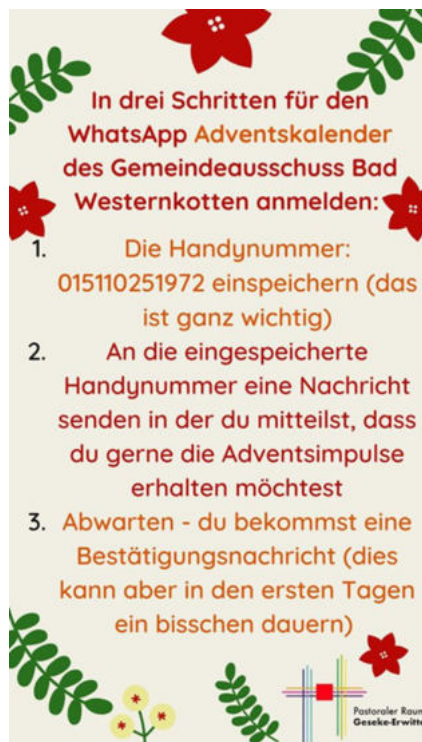 In drei Schritten für den
WhatsApp Adventskalender
des Gemeindeausschuss Bad
Westernkotten anmelden:
1. Die Handynummer:
015110251972 einspeichern (das
ist ganz wichtig)
2. An die eingespeicherte
Handynummer eine Nachricht
senden in der du mitteilst, dass
du gerne die Adventsimpulse
erhalten möchtest
3. Abwarten - du bekommst eine
Bestätigungsnachricht (dies
kann aber in den ersten Tagen
ein bisschen dauern)
Pastoraler Raum
Geseke-Erwitte